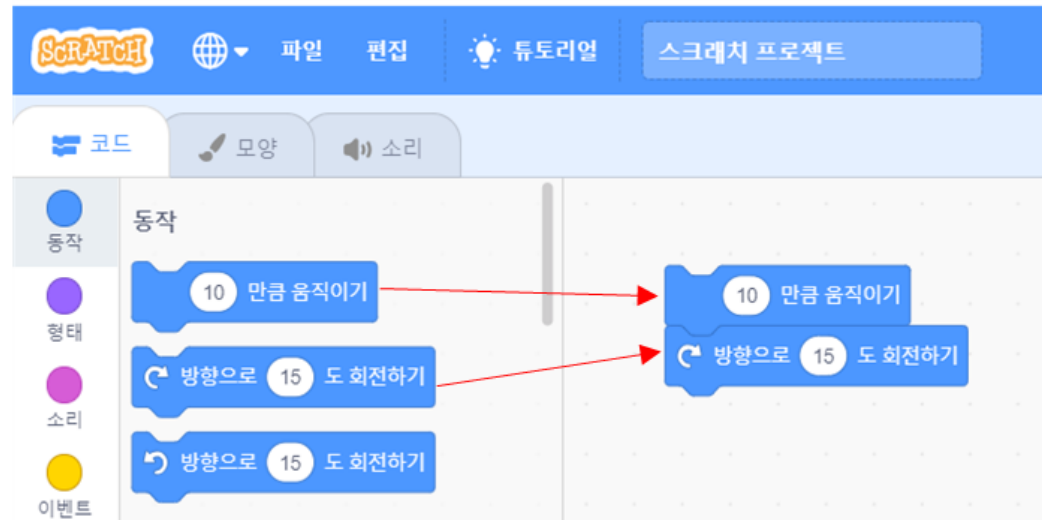 SCRATCH 파일 편집 튜토리얼 스크래치 프로젝트
코드 모양 소리
동작
형태
소리
이벤트
동작
10 만큼 움직이기
방향으로 15 도 회전하기
방향으로 15 도 회전하기
10 만큼 움직이기
방향으로 15 도 회전하기